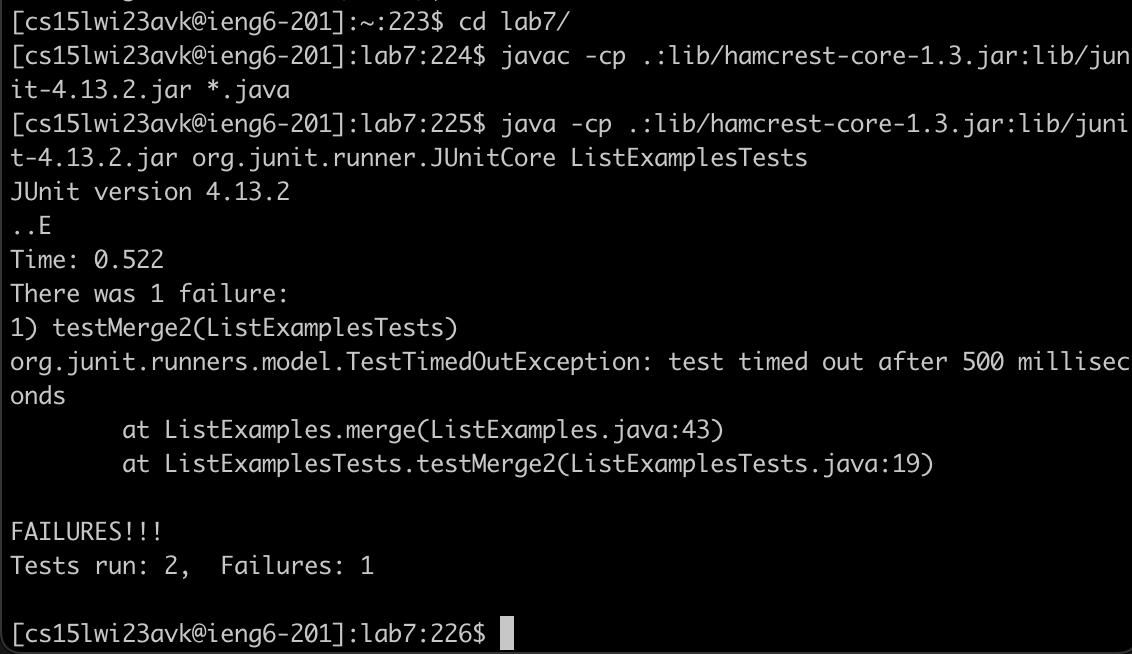 [cs15lwi23avk@ieng6-201]:~:223$ cd lab7/
[cs15lwi23avk@ieng6-201]:lab7:224$ javac -cp .:lib/hamcrest-core-1.3.jar:lib/jun
it-4.13.2.jar *.java
[cs15lwi23avk@ieng6-201]:lab7:225$ java -cp .:lib/hamcrest-core-1.3.jar:lib/juni
t-4.13.2.jar org.junit.runner.JUnitCore ListExamplesTests
JUnit version 4.13.2
..E
Time: 0.522
There was 1 failure:
1) testMerge2(ListExamplesTests)
org.junit.runners.model.TestTimedOutException: test timed out after 500 millisec
onds
        at ListExamples.merge(ListExamples.java:43)
        at ListExamplesTests.testMerge2(ListExamplesTests.java:19)

FAILURES!!!
Tests run: 2,  Failures: 1

[cs15lwi23avk@ieng6-201]:lab7:226$